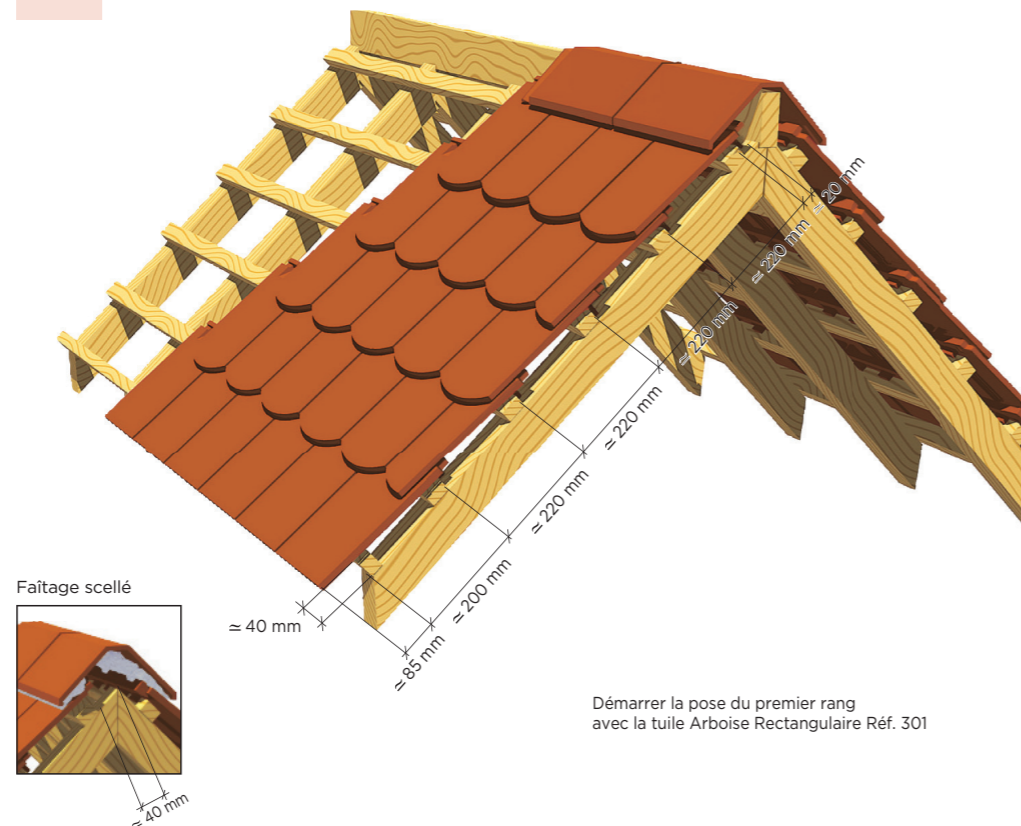 ≃ 20 mm
≃ 220 mm
≃ 220 mm
≃ 220 mm
≃ 220 mm
≃ 200 mm
≃ 85 mm
≃ 40 mm
Faîtage scellé
≃ 40 mm
Démarrer la pose du premier rang
avec la tuile Arboise Rectangulaire Réf. 301